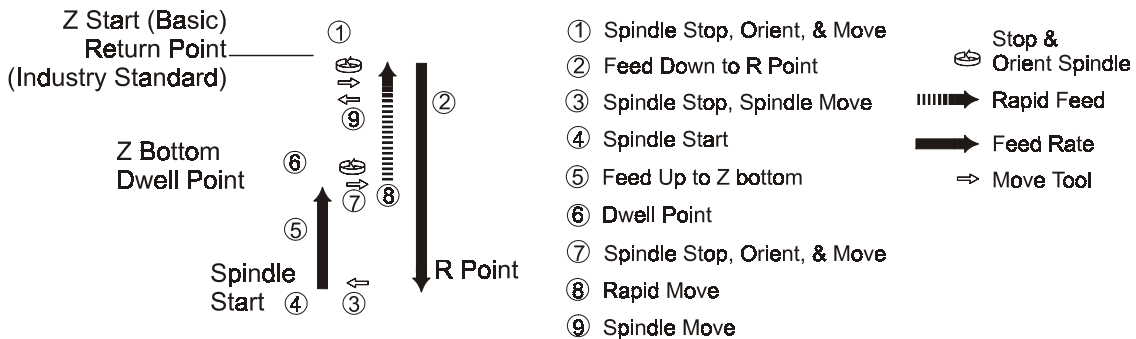 Z Start (Basic)
Return Point
(Industry Standard)
①
②
⑨
Z Bottom
Dwell Point
⑥
⑦
⑧
⑤
Spindle
Start
④
③
R Point
① Spindle Stop, Orient, & Move
② Feed Down to R Point
③ Spindle Stop, Spindle Move
④ Spindle Start
⑤ Feed Up to Z bottom
⑥ Dwell Point
⑦ Spindle Stop, Orient, & Move
⑧ Rapid Move
⑨ Spindle Move
Stop &
Orient Spindle
Rapid Feed
Feed Rate
Move Tool